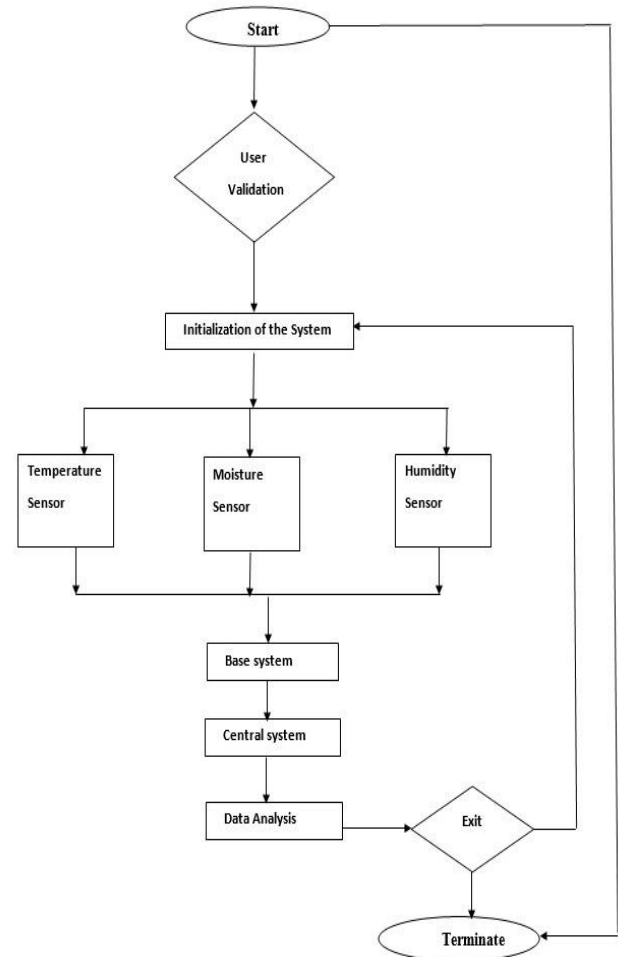 Start
User
Validation
Initialization of the System
Temperature
Sensor
Moisture
Sensor
Humidity
Sensor
Base system
Central system
Data Analysis
Exit
Terminate